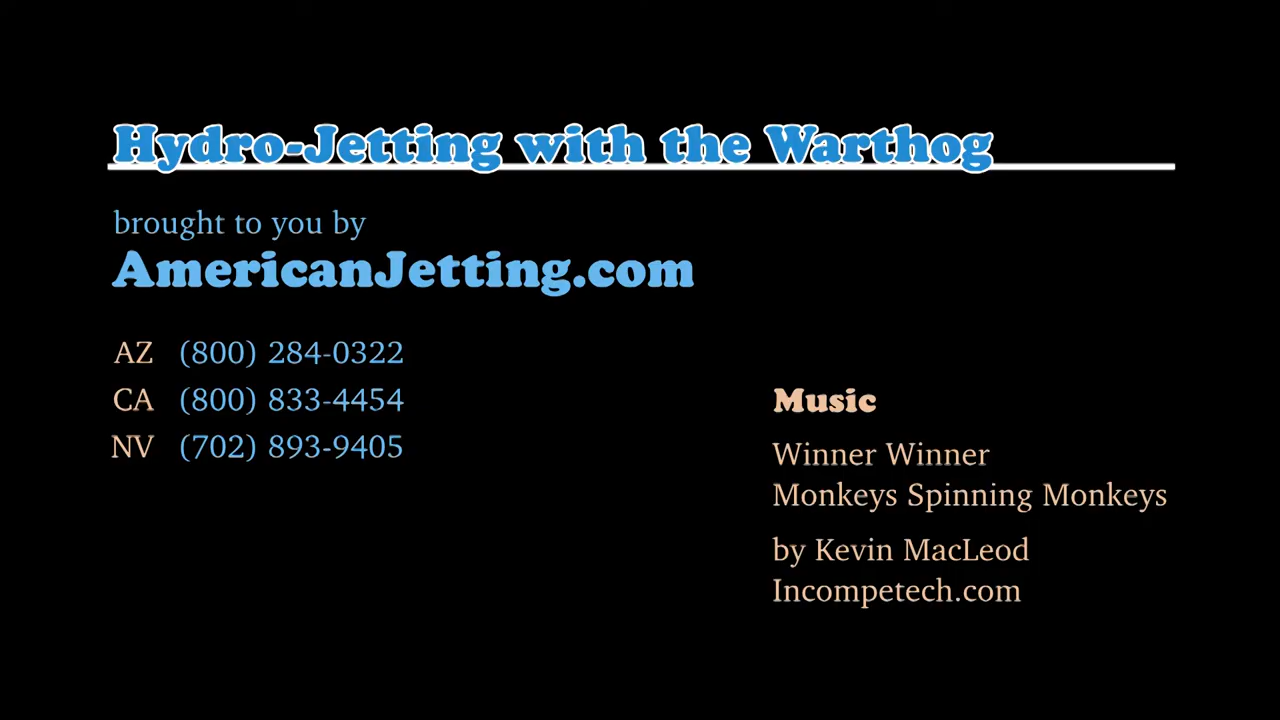 Hydro-Jetting with the Warthog
brought to you by
AmericanJetting.com
AZ (800) 284-0322
CA (800) 833-4454
NV (702) 893-9405
Music
Winner Winner
Monkeys Spinning Monkeys
by Kevin MacLeod
Incompetech.com